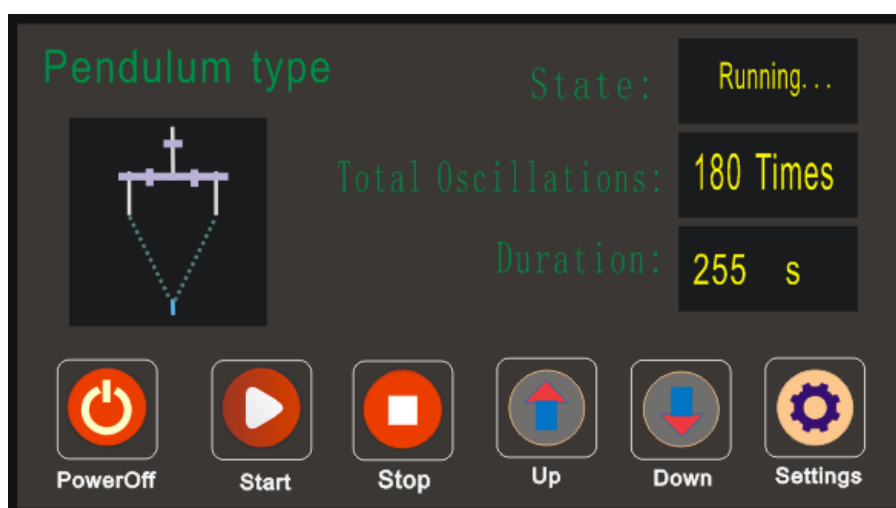 Pendulum type
State: Running...
Total Oscillations: 180 Times
Duration: 255 s
PowerOff Start Stop Up Down Settings